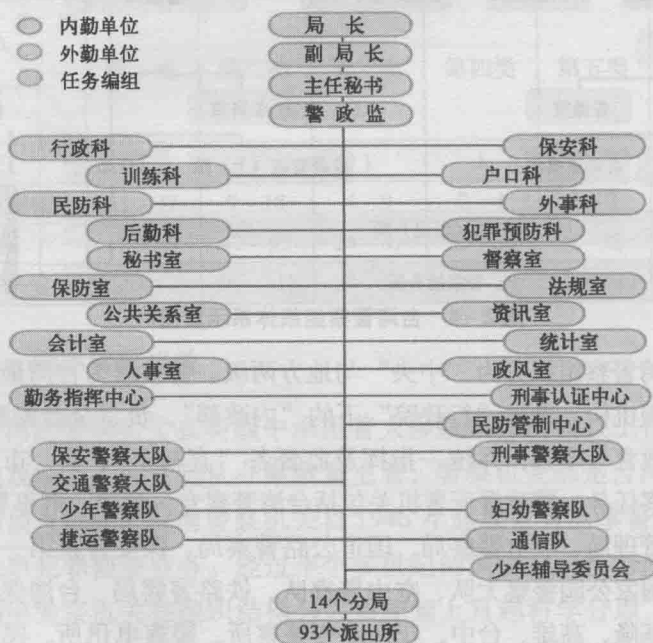 内勤单位
外勤单位
任务编组
局 长
副 局 长
主任秘书
警 政 监
行政科
保安科
训练科
户口科
民防科
外事科
后勤科
犯罪预防科
秘书室
督察室
保防室
法规室
公共关系室
资讯室
会计室
统计室
人事室
政风室
勤务指挥中心
刑事认证中心
民防管制中心
保安警察大队
刑事警察大队
交通警察大队
少年警察队
妇幼警察队
捷运警察队
通信队
少年辅导委员会
14个分局
93个派出所